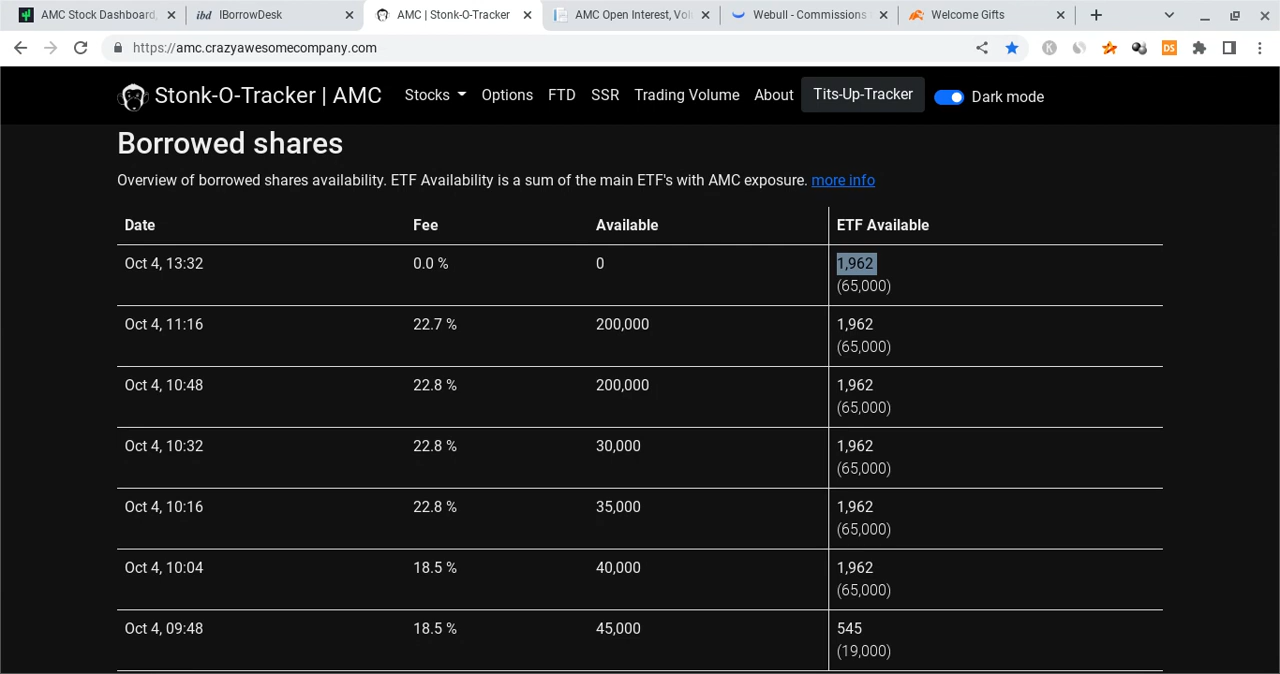 AMC Stock Dashboard,
ibd IBorrowDesk
AMC | Stonk-O-Tracker
AMC Open Interest, Vol
Webull - Commissions
Welcome Gifts
https://amc.crazyawesomecompany.com
K
DS
Stonk-O-Tracker | AMC Stocks Options FTD SSR Trading Volume About Tits-Up-Tracker Dark mode
Borrowed shares
Overview of borrowed shares availability. ETF Availability is a sum of the main ETF's with AMC exposure. more info
Date Fee Available ETF Available
Oct 4, 13:32 0.0 % 0 1,962
(65,000)
Oct 4, 11:16 22.7 % 200,000 1,962
(65,000)
Oct 4, 10:48 22.8 % 200,000 1,962
(65,000)
Oct 4, 10:32 22.8 % 30,000 1,962
(65,000)
Oct 4, 10:16 22.8 % 35,000 1,962
(65,000)
Oct 4, 10:04 18.5 % 40,000 1,962
(65,000)
Oct 4, 09:48 18.5 % 45,000 545
(19,000)